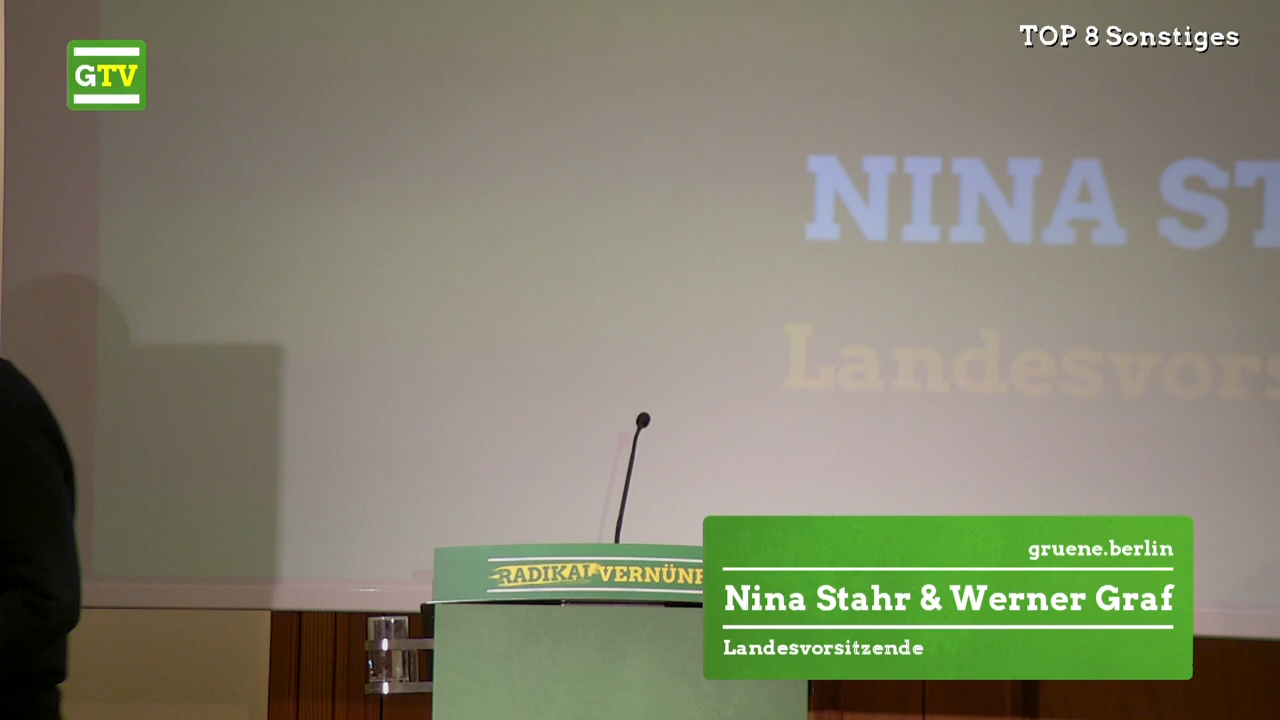 TOP 8 Sonstiges
GTV
NINA ST
Landesvors
RADIKAL VERNÜNF
gruene.berlin
Nina Stahr & Werner Graf
Landesvorsitzende